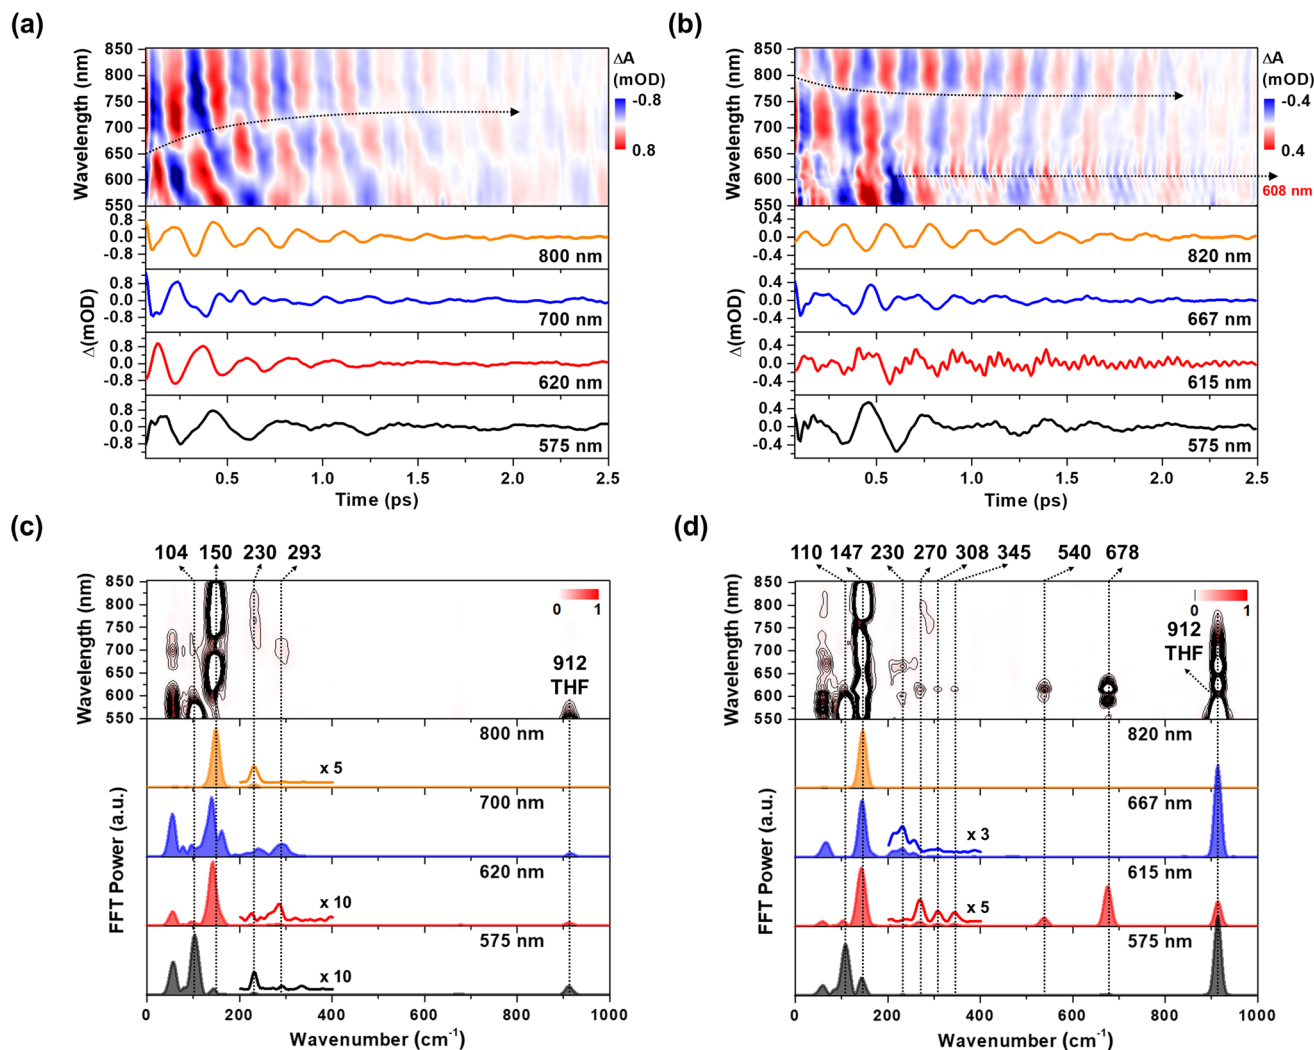 (a)
850
800
750
700
650
600
550
Wavelength (nm)
ΔA
(mOD)
-0.8
0.8
0.8
0.0
-0.8
800 nm
0.8
0.0
-0.8
700 nm
0.8
0.0
-0.8
620 nm
0.8
0.0
-0.8
575 nm
Δ(mOD)
0.5 1.0 1.5 2.0 2.5
Time (ps)
(b)
850
800
750
700
650
600
550
Wavelength (nm)
ΔA
(mOD)
-0.4
0.4
608 nm
0.4
0.0
-0.4
820 nm
0.4
0.0
-0.4
667 nm
0.4
0.0
-0.4
615 nm
0.4
0.0
-0.4
575 nm
Δ(mOD)
0.5 1.0 1.5 2.0 2.5
Time (ps)
(c)
104 150 230 293
850
800
750
700
650
600
550
Wavelength (nm)
0 1
912
THF
800 nm
x 5
700 nm
620 nm
x 10
575 nm
x 10
FFT Power (a.u.)
0 200 400 600 800 1000
Wavenumber (cm⁻¹)
(d)
110 147 230 270 308 345 540 678
850
800
750
700
650
600
550
Wavelength (nm)
0 1
912
THF
820 nm
667 nm
x 3
615 nm
x 5
575 nm
FFT Power (a.u.)
0 200 400 600 800 1000
Wavenumber (cm⁻¹)